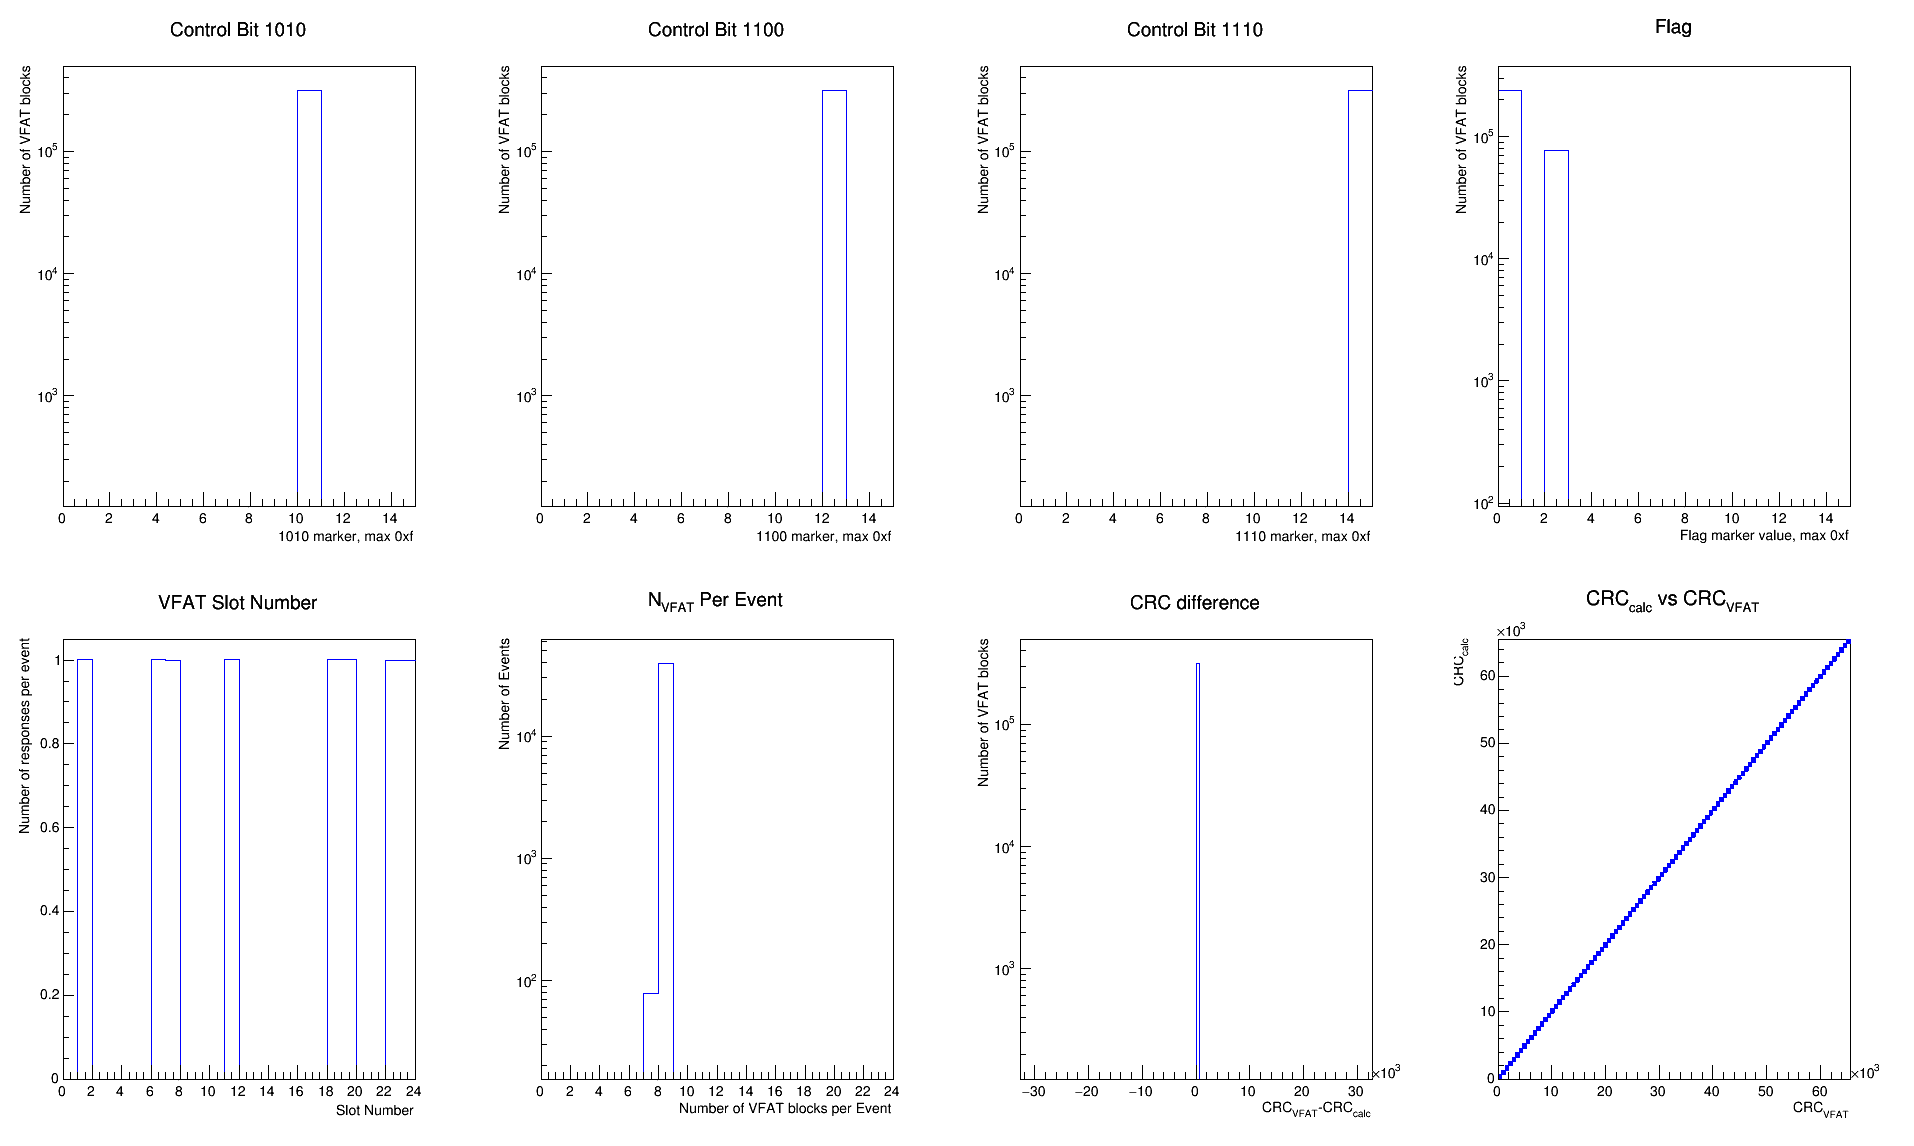 Control Bit 1010
Number of VFAT blocks
10^5
10^4
10^3
0 2 4 6 8 10 12 14
1010 marker, max 0xf
Control Bit 1100
Number of VFAT blocks
10^5
10^4
10^3
0 2 4 6 8 10 12 14
1100 marker, max 0xf
Control Bit 1110
Number of VFAT blocks
10^5
10^4
10^3
0 2 4 6 8 10 12 14
1110 marker, max 0xf
Flag
Number of VFAT blocks
10^5
10^4
10^3
10^2
0 2 4 6 8 10 12 14
Flag marker value, max 0xf
VFAT Slot Number
Number of responses per event
1
0.8
0.6
0.4
0.2
0
0 2 4 6 8 10 12 14 16 18 20 22 24
Slot Number
N_VFAT Per Event
Number of Events
10^4
10^3
10^2
0 2 4 6 8 10 12 14 16 18 20 22 24
Number of VFAT blocks per Event
CRC difference
Number of VFAT blocks
10^5
10^4
10^3
×10^3
−30 −20 −10 0 10 20 30
CRC_VFAT-CRC_calc
CRC_calc vs CRC_VFAT
×10^3
CRC_calc
60
50
40
30
20
10
0
×10^3
0 10 20 30 40 50 60
CRC_VFAT